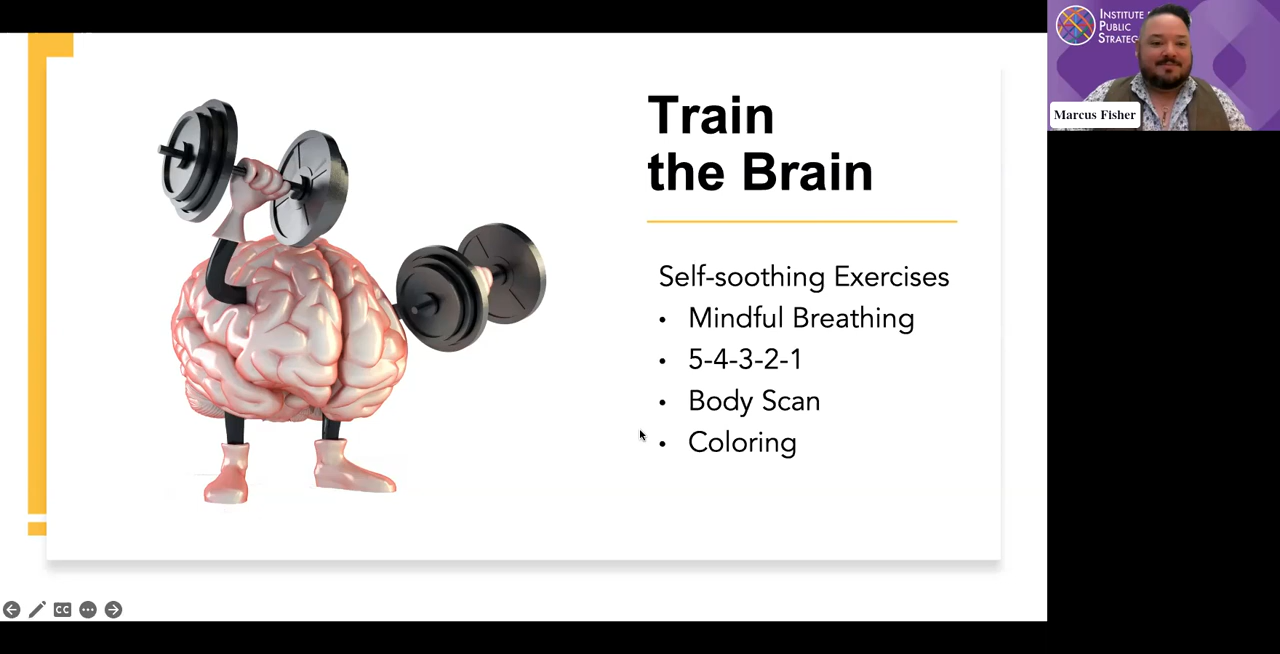 Train
the Brain
Self-soothing Exercises
• Mindful Breathing
• 5-4-3-2-1
• Body Scan
• Coloring
INSTITUTE
PUBLIC
Marcus Fisher
CC